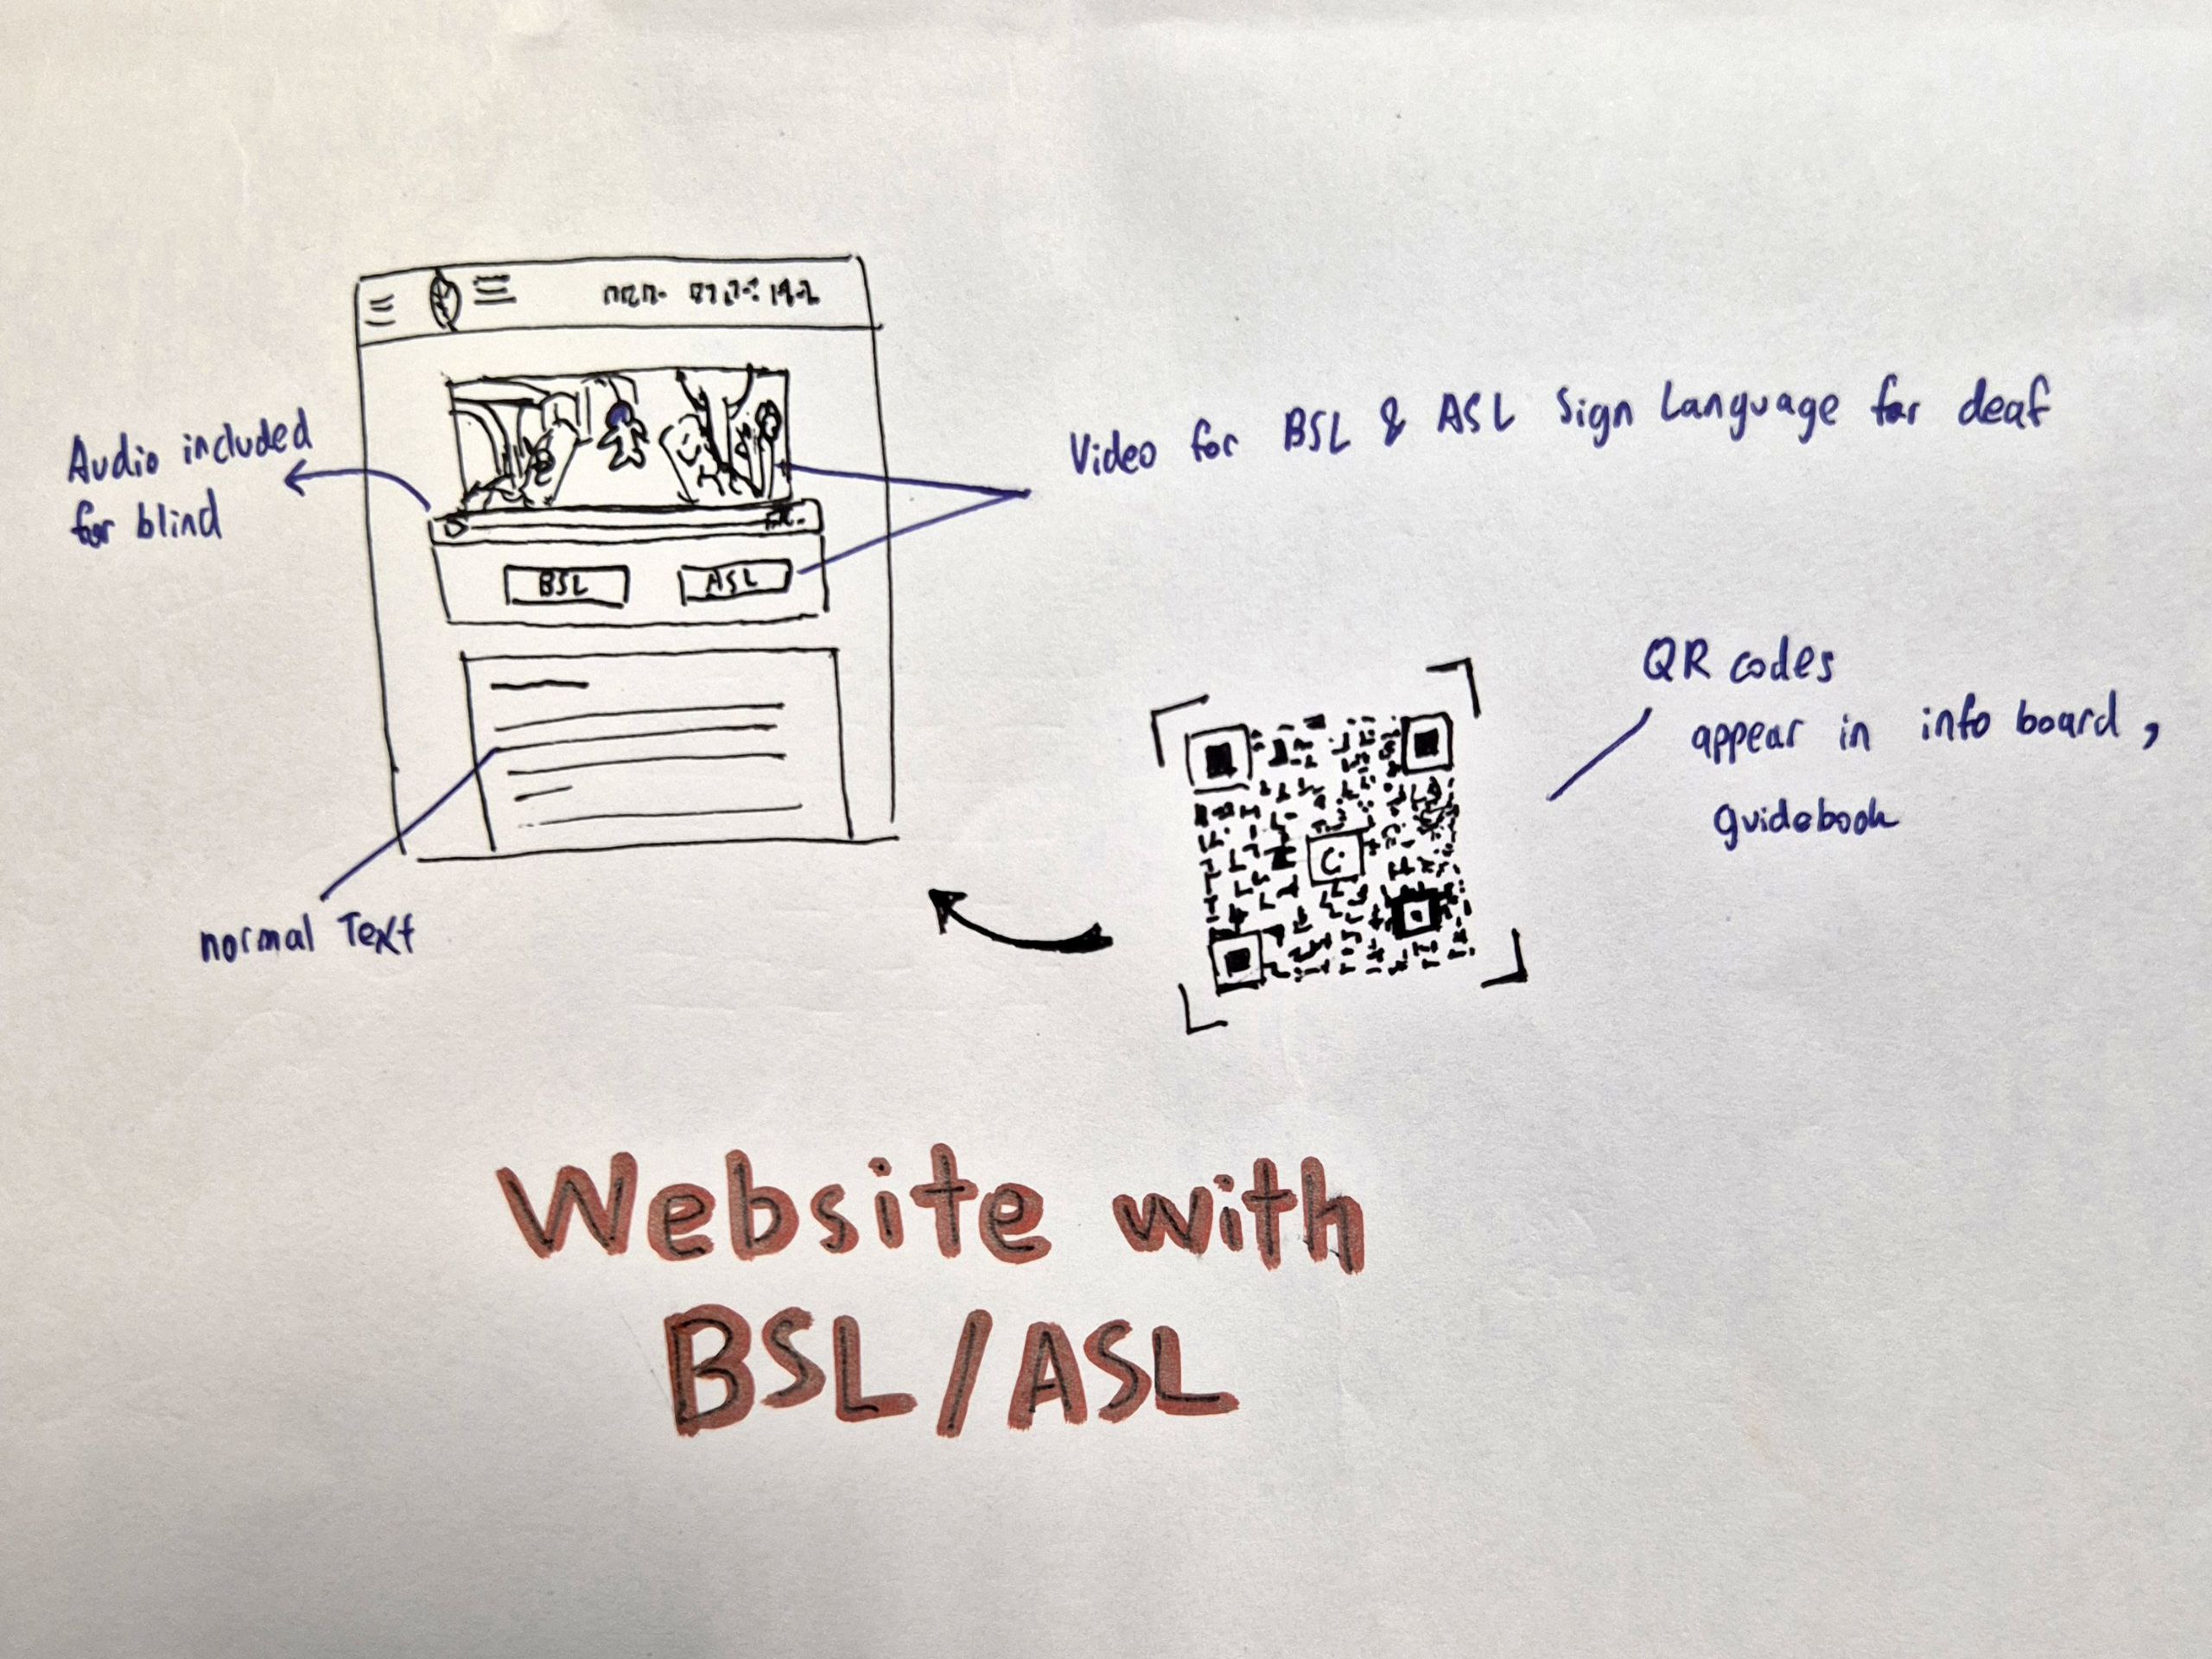 Audio included
for blind
BSL
ASL
normal Text
Video for BSL & ASL Sign Language for deaf
QR codes
appear in info board,
guidebook
Website with
BSL/ASL